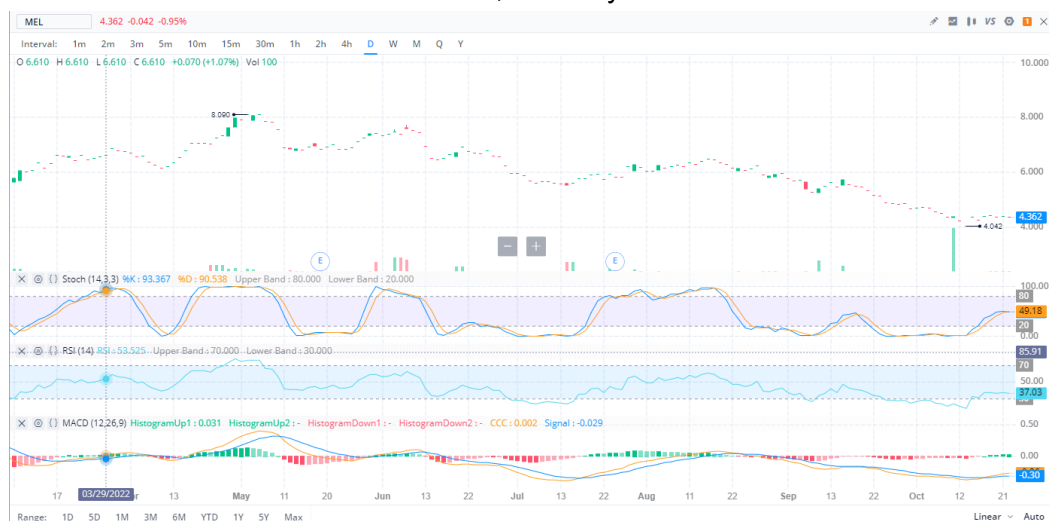 MEL 4.362 -0.042 -0.95% VS 1
Interval: 1m 2m 3m 5m 10m 15m 30m 1h 2h 4h D W M Q Y
O 6.610 H 6.610 L 6.610 C 6.610 +0.070 (+1.07%) Vol 100
10.000
8.090
8.000
6.000
4.362
4.042
4.000
E E
Stoch (14,3,3) %K : 93.367 %D : 90.538 Upper Band : 80.000 Lower Band : 20.000
100.00
80
49.18
20
0.00
RSI (14) RSI : 53.525 Upper Band : 70.000 Lower Band : 30.000
85.91
70
50.00
37.03
MACD (12,26,9) HistogramUp1 : 0.031 HistogramUp2 : - HistogramDown1 : - HistogramDown2 : - CCC : 0.002 Signal : -0.029
0.50
0.00
-0.30
17 03/29/2022 13 May 11 20 Jun 13 22 Jul 13 22 Aug 11 22 Sep 13 22 Oct 12 21
Range: 1D 5D 1M 3M 6M YTD 1Y 5Y Max Linear Auto